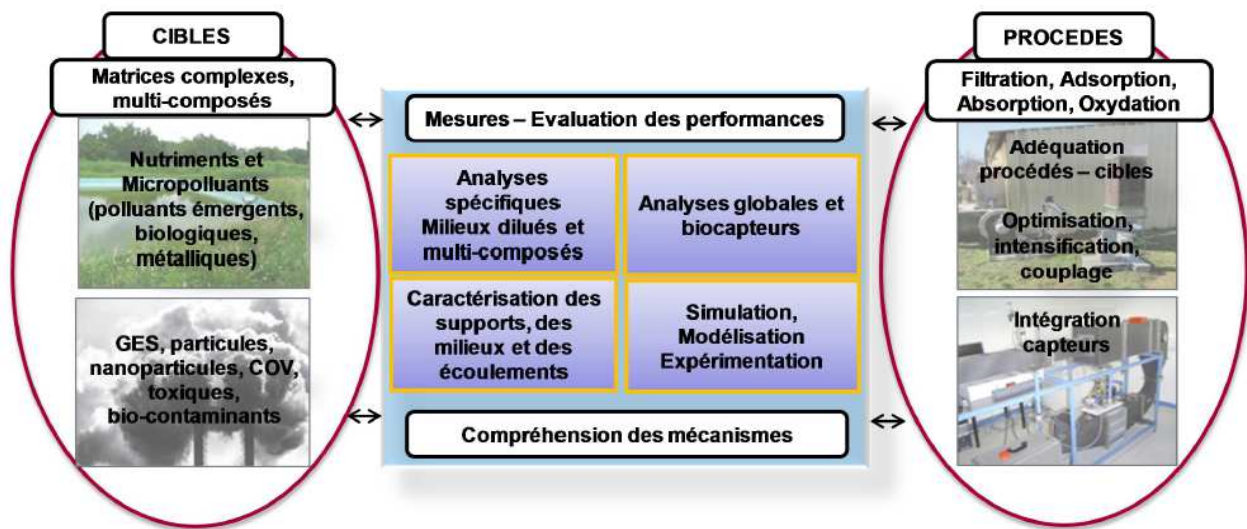 CIBLES
Matrices complexes,
multi-composés
Nutriments et
Micropolluants
(polluants émergents,
biologiques,
métalliques)
GES, particules,
nanoparticules, COV,
toxiques,
bio-contaminants
Mesures – Evaluation des performances
Analyses
spécifiques
Milieux dilués et
multi-composés
Analyses globales et
biocapteurs
Caractérisation des
supports, des
milieux et des
écoulements
Simulation,
Modélisation
Expérimentation
Compréhension des mécanismes
PROCEDES
Filtration, Adsorption,
Absorption, Oxydation
Adéquation
procédés – cibles
Optimisation,
intensification,
couplage
Intégration
capteurs